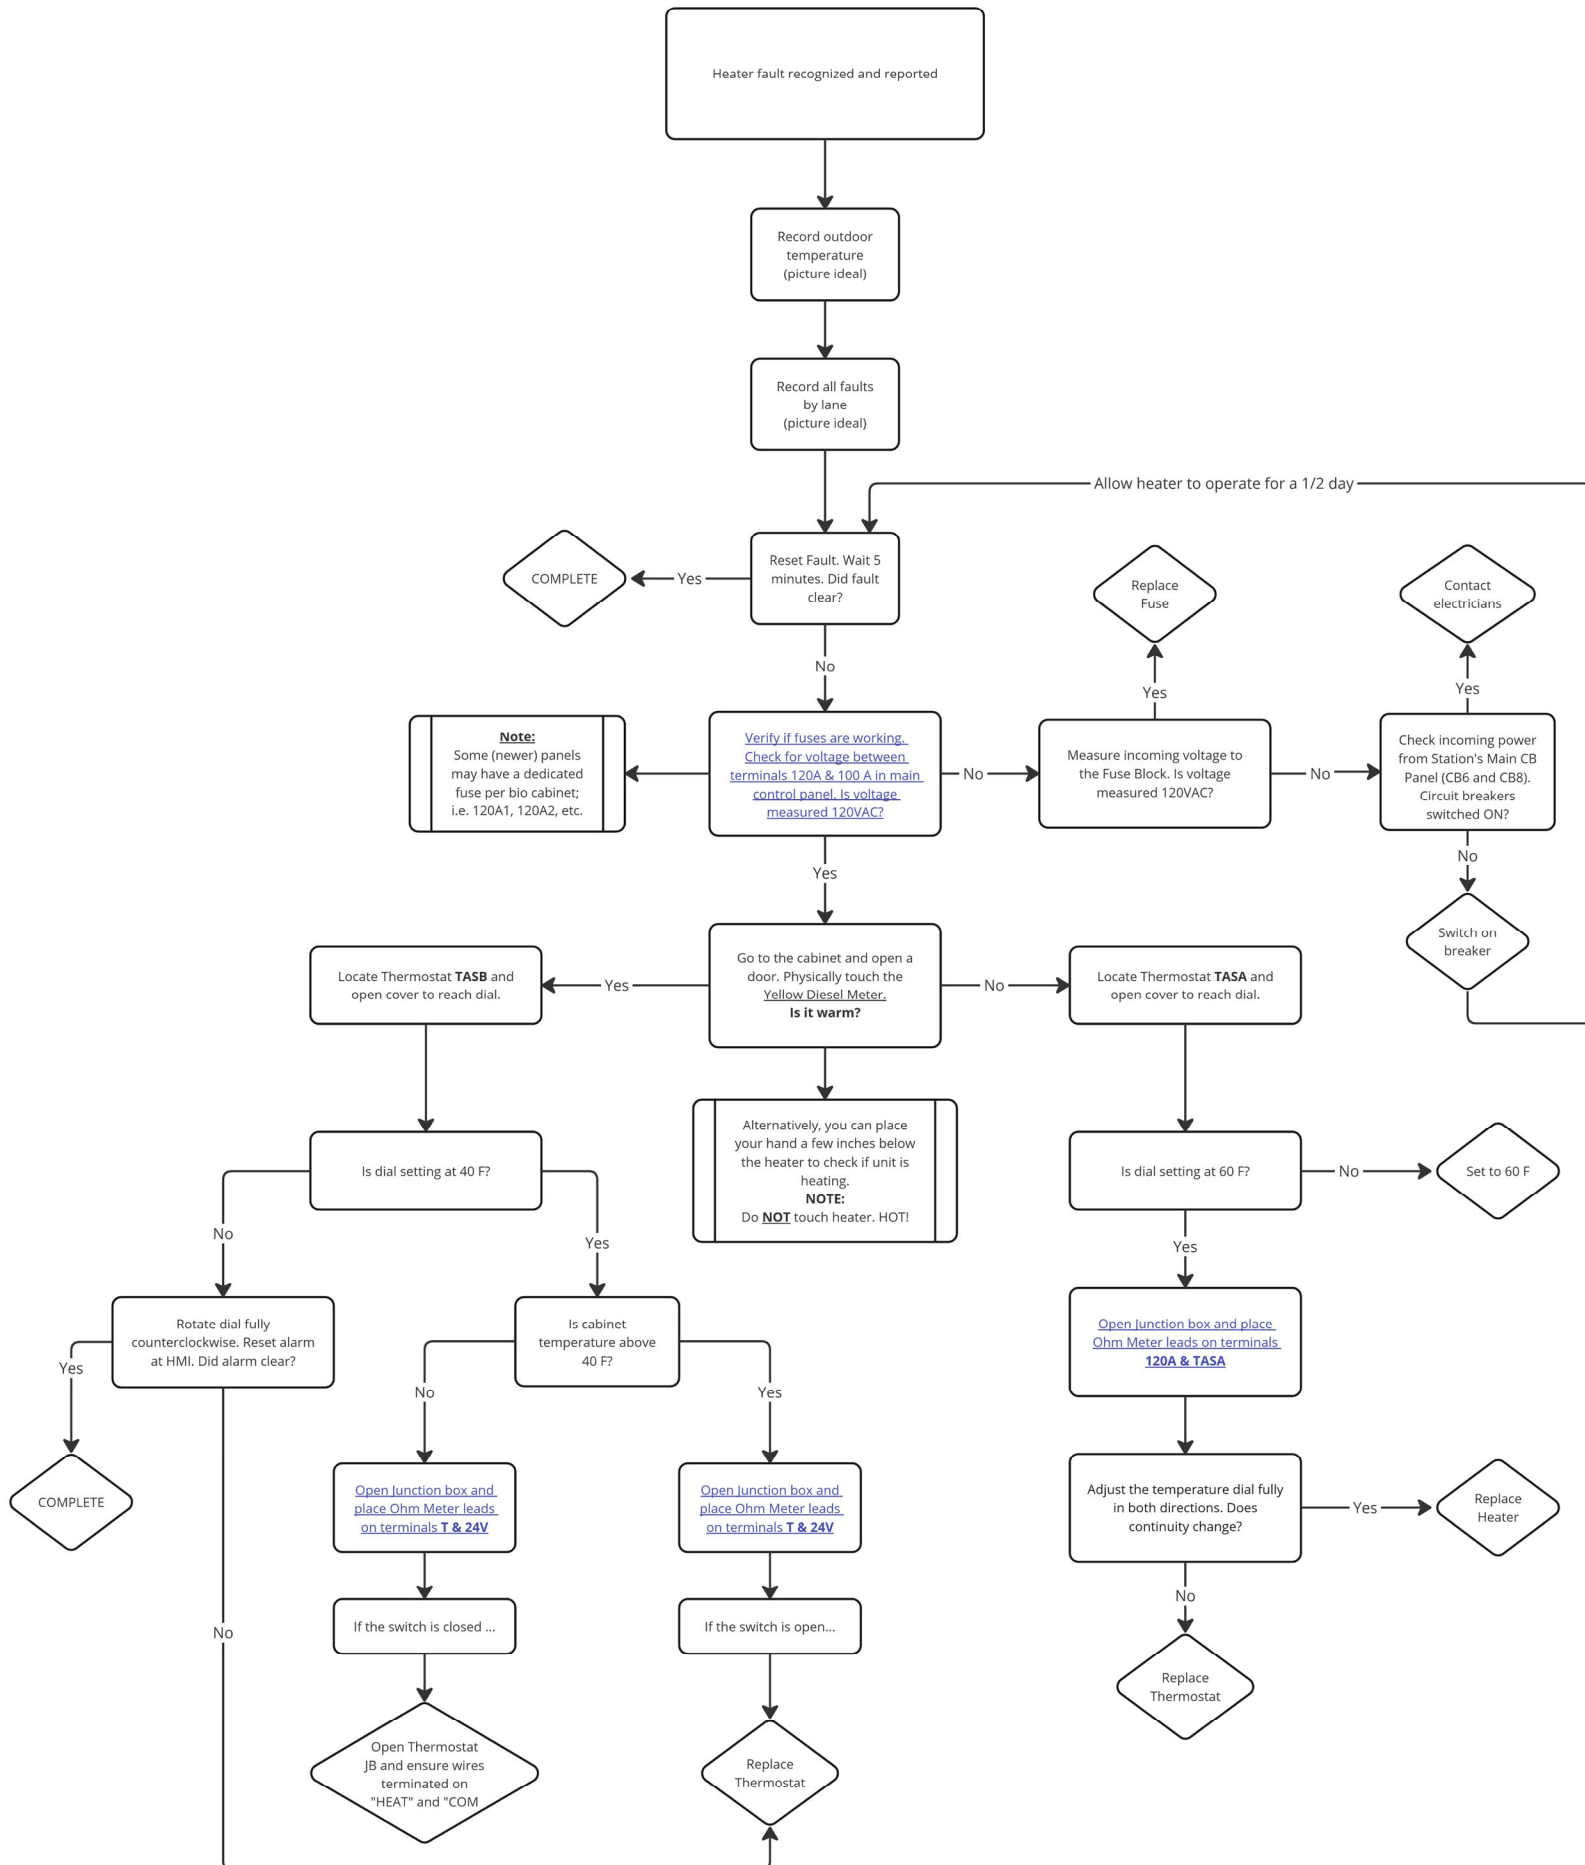 Heater fault recognized and reported
Record outdoor
temperature
(picture ideal)
Record all faults
by lane
(picture ideal)
Allow heater to operate for a 1/2 day
Reset Fault. Wait 5
minutes. Did fault
clear?
Yes
COMPLETE
No
Replace
Fuse
Contact
electricians
Yes
Yes
Note:
Some (newer) panels
may have a dedicated
fuse per bio cabinet;
i.e. 120A1, 120A2, etc.
Verify if fuses are working.
Check for voltage between
terminals 120A & 100 A in main
control panel. Is voltage
measured 120VAC?
No
Measure incoming voltage to
the Fuse Block. Is voltage
measured 120VAC?
No
Check incoming power
from Station's Main CB
Panel (CB6 and CB8).
Circuit breakers
switched ON?
No
Switch on
breaker
Yes
Locate Thermostat TASB and
open cover to reach dial.
Yes
Go to the cabinet and open a
door. Physically touch the
Yellow Diesel Meter.
Is it warm?
No
Locate Thermostat TASA and
open cover to reach dial.
Alternatively, you can place
your hand a few inches below
the heater to check if unit is
heating.
NOTE:
Do NOT touch heater. HOT!
Is dial setting at 40 F?
Is dial setting at 60 F?
No
Set to 60 F
No
Yes
Yes
Rotate dial fully
counterclockwise. Reset alarm
at HMI. Did alarm clear?
Is cabinet
temperature above
40 F?
Open Junction box and place
Ohm Meter leads on terminals
120A & TASA
Yes
No
Yes
COMPLETE
Open Junction box and
place Ohm Meter leads
on terminals T & 24V
Open Junction box and
place Ohm Meter leads
on terminals T & 24V
Adjust the temperature dial fully
in both directions. Does
continuity change?
Yes
Replace
Heater
No
If the switch is closed ...
If the switch is open...
No
Replace
Thermostat
Open Thermostat
JB and ensure wires
terminated on
"HEAT" and "COM
Replace
Thermostat